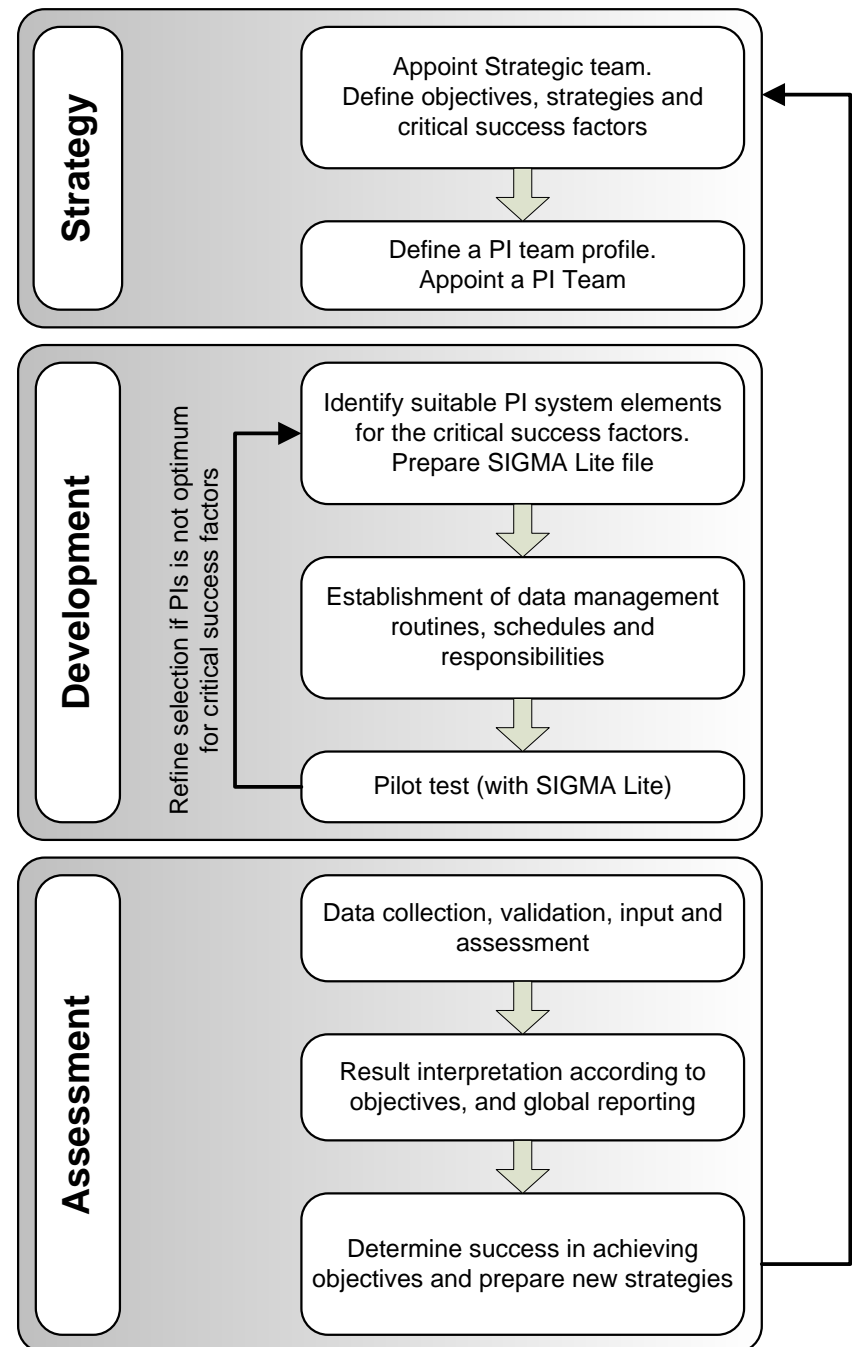 Strategy
Appoint Strategic team.
Define objectives, strategies and
critical success factors
Define a PI team profile.
Appoint a PI Team
Development
Refine selection if PIs is not optimum
for critical success factors
Identify suitable PI system elements
for the critical success factors.
Prepare SIGMA Lite file
Establishment of data management
routines, schedules and
responsibilities
Pilot test (with SIGMA Lite)
Assessment
Data collection, validation, input and
assessment
Result interpretation according to
objectives, and global reporting
Determine success in achieving
objectives and prepare new strategies